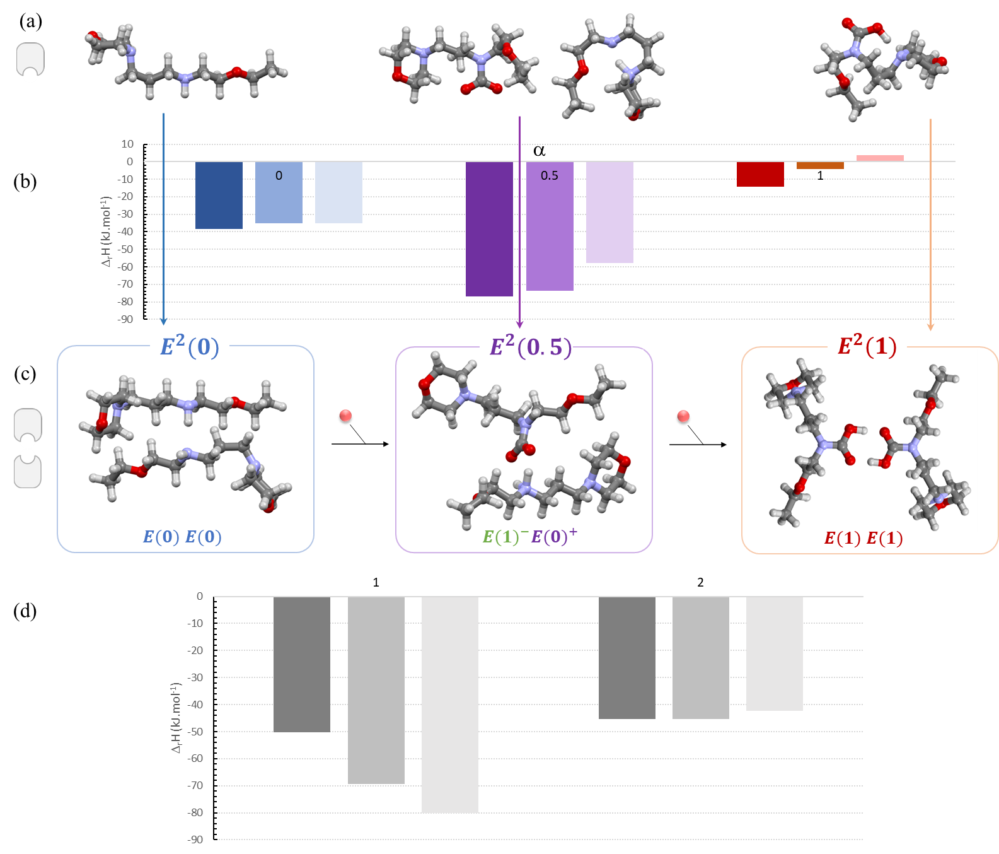 (a)
(b)
α
10
0
-10
-20
-30
-40
-50
-60
-70
-80
-90
ΔrH (kJ.mol-1)
0
0.5
1
(c)
E²(0)
E²(0.5)
E²(1)
E(0) E(0)
E(1)⁻E(0)⁺
E(1) E(1)
(d)
1
2
0
-10
-20
-30
-40
-50
-60
-70
-80
-90
ΔrH (kJ.mol-1)